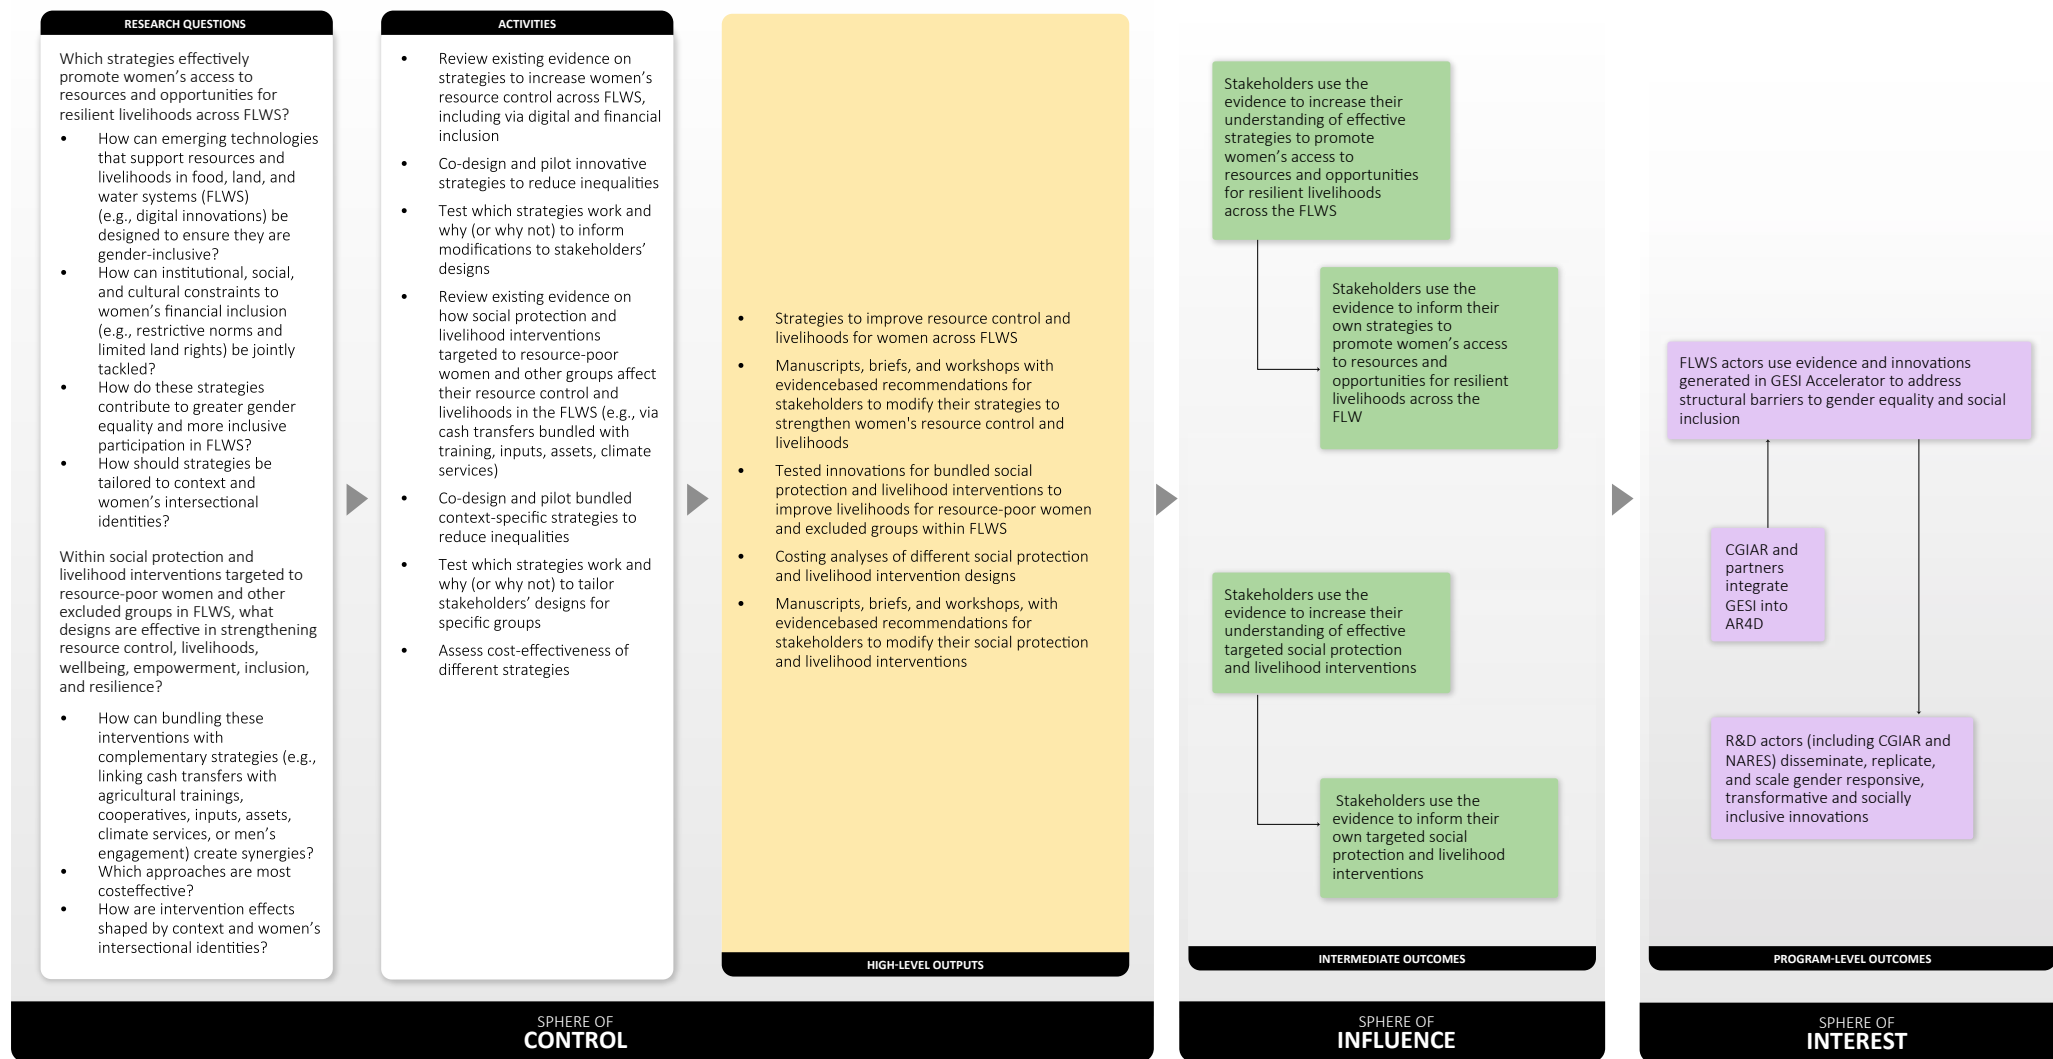 RESEARCH QUESTIONS
Which strategies effectively
promote women's access to
resources and opportunities for
resilient livelihoods across FLWS?
• How can emerging technologies
that support resources and
livelihoods in food, land, and
water systems (FLWS)
(e.g., digital innovations) be
designed to ensure they are
gender-inclusive?
• How can institutional, social,
and cultural constraints to
women's financial inclusion
(e.g., restrictive norms and
limited land rights) be jointly
tackled?
• How do these strategies
contribute to greater gender
equality and more inclusive
participation in FLWS?
• How should strategies be
tailored to context and
women's intersectional
identities?
Within social protection and
livelihood interventions targeted to
resource-poor women and other
excluded groups in FLWS, what
designs are effective in strengthening
resource control, livelihoods,
wellbeing, empowerment, inclusion,
and resilience?
• How can bundling these
interventions with
complementary strategies (e.g.,
linking cash transfers with
agricultural trainings,
cooperatives, inputs, assets,
climate services, or men's
engagement) create synergies?
• Which approaches are most
costeffective?
• How are intervention effects
shaped by context and women's
intersectional identities?
ACTIVITIES
• Review existing evidence on
strategies to increase women's
resource control across FLWS,
including via digital and financial
inclusion
• Co-design and pilot innovative
strategies to reduce inequalities
• Test which strategies work and
why (or why not) to inform
modifications to stakeholders'
designs
• Review existing evidence on
how social protection and
livelihood interventions
targeted to resource-poor
women and other groups affect
their resource control and
livelihoods in the FLWS (e.g., via
cash transfers bundled with
training, inputs, assets, climate
services)
• Co-design and pilot bundled
context-specific strategies to
reduce inequalities
• Test which strategies work and
why (or why not) to tailor
stakeholders' designs for
specific groups
• Assess cost-effectiveness of
different strategies
• Strategies to improve resource control and
livelihoods for women across FLWS
• Manuscripts, briefs, and workshops with
evidencebased recommendations for
stakeholders to modify their strategies to
strengthen women's resource control and
livelihoods
• Tested innovations for bundled social
protection and livelihood interventions to
improve livelihoods for resource-poor women
and excluded groups within FLWS
• Costing analyses of different social protection
and livelihood intervention designs
• Manuscripts, briefs, and workshops, with
evidencebased recommendations for
stakeholders to modify their social protection
and livelihood interventions
HIGH-LEVEL OUTPUTS
SPHERE OF
CONTROL
Stakeholders use the
evidence to increase their
understanding of effective
strategies to promote
women's access to
resources and opportunities
for resilient livelihoods
across the FLWS
Stakeholders use the
evidence to inform their
own strategies to
promote women's access
to resources and
opportunities for resilient
livelihoods across the
FLW
Stakeholders use the
evidence to increase their
understanding of effective
targeted social protection
and livelihood interventions
Stakeholders use the
evidence to inform their
own targeted social
protection and livelihood
interventions
INTERMEDIATE OUTCOMES
SPHERE OF
INFLUENCE
FLWS actors use evidence and innovations
generated in GESI Accelerator to address
structural barriers to gender equality and social
inclusion
CGIAR and
partners
integrate
GESI into
AR4D
R&D actors (including CGIAR and
NARES) disseminate, replicate,
and scale gender responsive,
transformative and socially
inclusive innovations
PROGRAM-LEVEL OUTCOMES
SPHERE OF
INTEREST